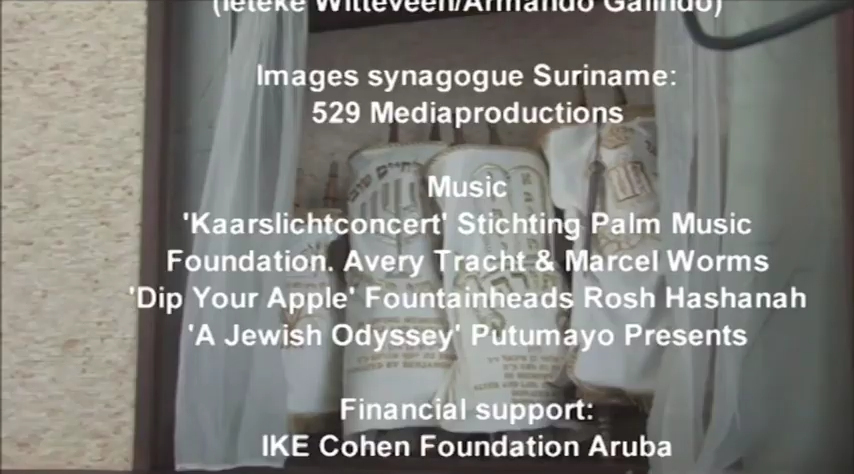 (Ieteke Witteveen/Armando Galindo)
Images synagogue Suriname:
529 Mediaproductions
Music
'Kaarslichtconcert' Stichting Palm Music
Foundation. Avery Tracht & Marcel Worms
'Dip Your Apple' Fountainheads Rosh Hashanah
'A Jewish Odyssey' Putumayo Presents
Financial support:
IKE Cohen Foundation Aruba